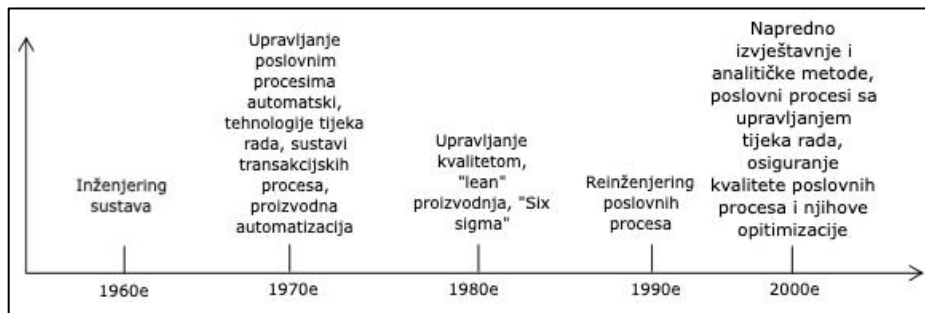 Inženjering
sustava
Upravljanje
poslovnim
procesima
automatski,
tehnologije tijeka
rada, sustavi
transakcijskih
procesa,
proizvodna
automatizacija
Upravljanje
kvalitetom,
"lean"
proizvodnja, "Six
sigma"
Reinženjering
poslovnih
procesa
Napredno
izvještavnje i
analitičke metode,
poslovni procesi sa
upravljanjem
tijeka rada,
osiguranje
kvalitete poslovnih
procesa i njihove
opitimizacije
1960e
1970e
1980e
1990e
2000e